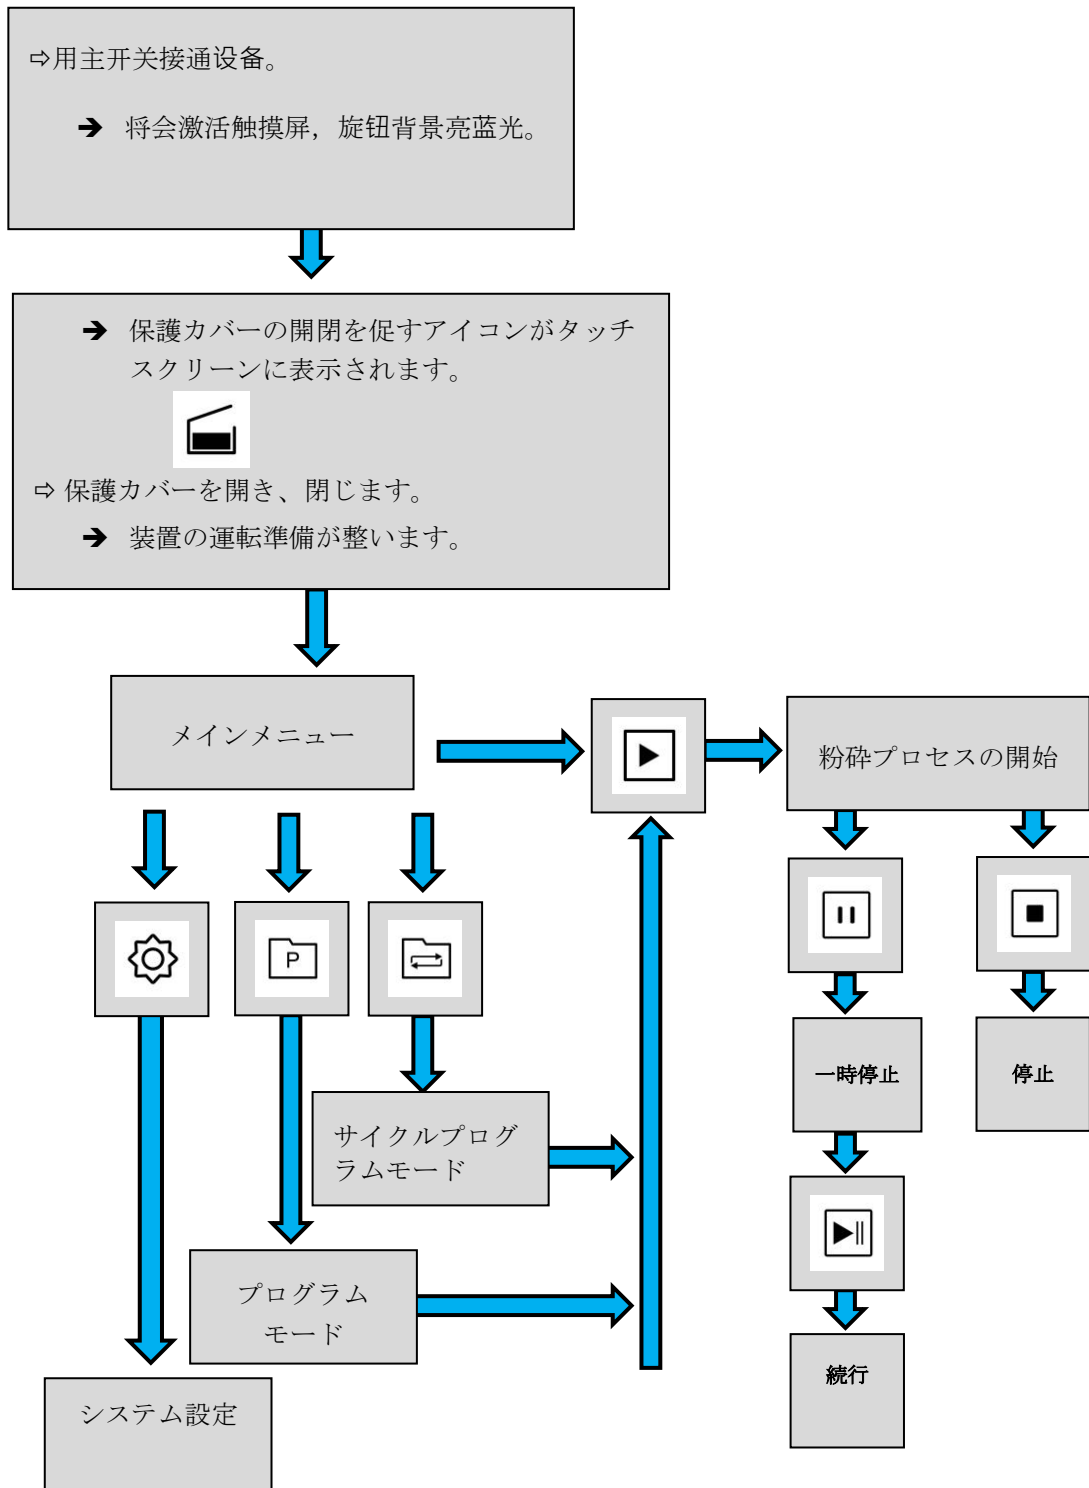 ⇨用主开关接通设备。
➔ 将会激活触摸屏，旋钮背景亮蓝光。
➔ 保護カバーの開閉を促すアイコンがタッチ
スクリーンに表示されます。
⇨ 保護カバーを開き、閉じます。
➔ 装置の運転準備が整います。
メインメニュー
粉砕プロセスの開始
P
一時停止
停止
サイクルプログ
ラムモード
プログラム
モード
続行
システム設定